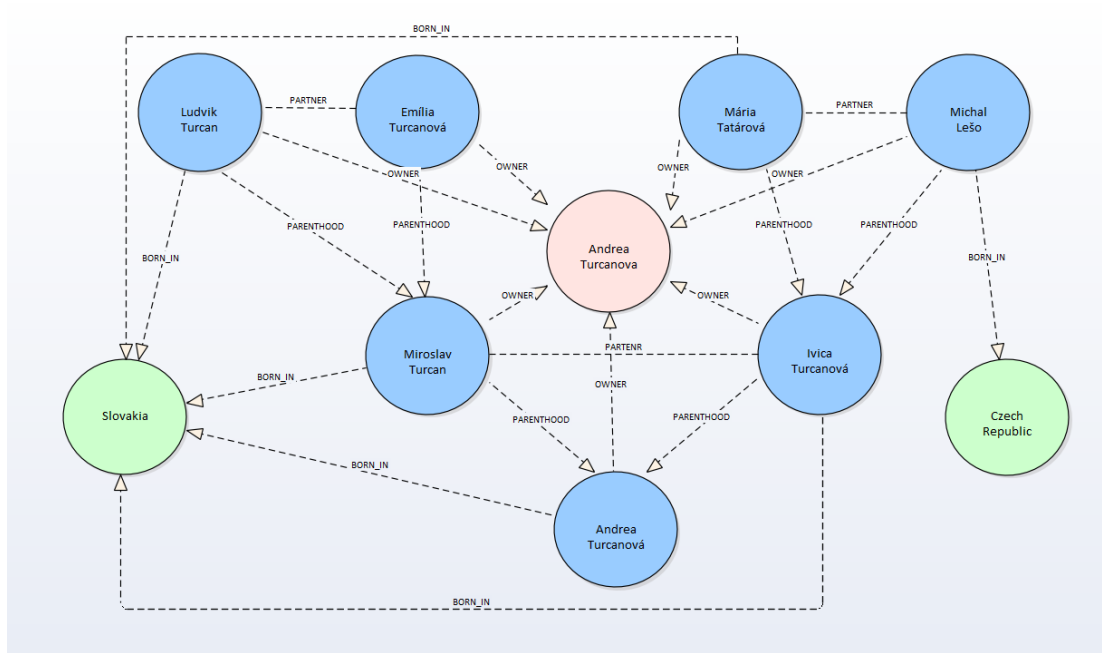 BORN_IN
Ludvik
Turcan
PARTNER
Emília
Turcanová
Mária
Tatárová
PARTNER
Michal
Lešo
OWNER
OWNER
OWNER
OWNER
PARENTHOOD
PARENTHOOD
PARENTHOOD
PARENTHOOD
Andrea
Turcanova
BORN_IN
BORN_IN
OWNER
OWNER
Miroslav
Turcan
PARTENR
Ivica
Turcanová
BORN_IN
OWNER
Slovakia
PARENTHOOD
PARENTHOOD
Czech
Republic
BORN_IN
Andrea
Turcanová
BORN_IN